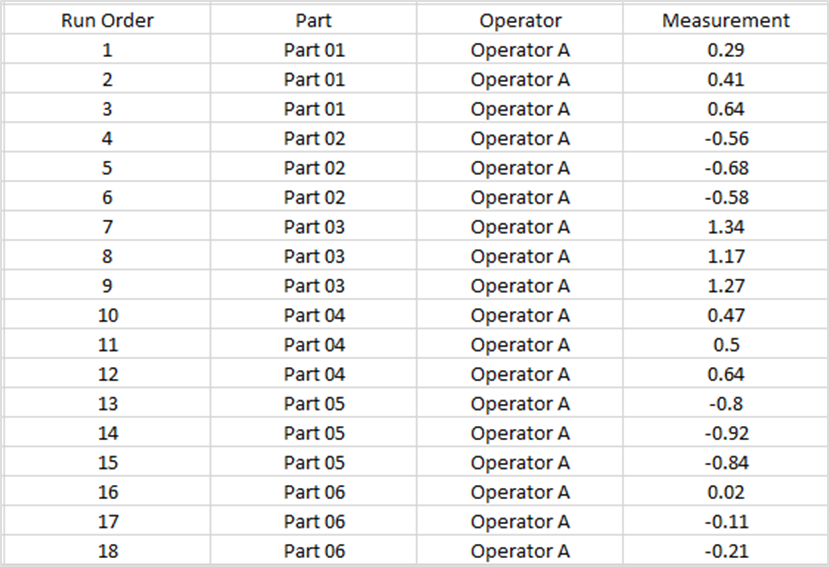 Run Order Part Operator Measurement
1 Part 01 Operator A 0.29
2 Part 01 Operator A 0.41
3 Part 01 Operator A 0.64
4 Part 02 Operator A -0.56
5 Part 02 Operator A -0.68
6 Part 02 Operator A -0.58
7 Part 03 Operator A 1.34
8 Part 03 Operator A 1.17
9 Part 03 Operator A 1.27
10 Part 04 Operator A 0.47
11 Part 04 Operator A 0.5
12 Part 04 Operator A 0.64
13 Part 05 Operator A -0.8
14 Part 05 Operator A -0.92
15 Part 05 Operator A -0.84
16 Part 06 Operator A 0.02
17 Part 06 Operator A -0.11
18 Part 06 Operator A -0.21